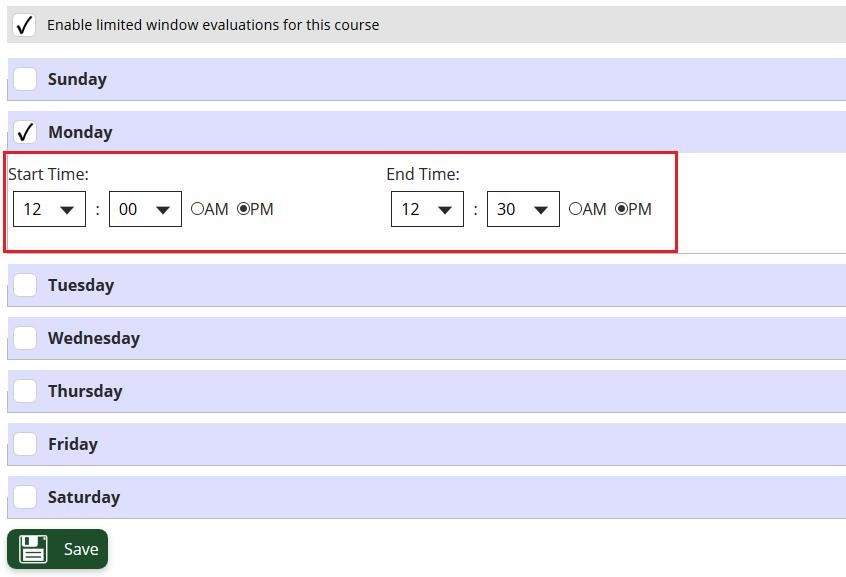 Enable limited window evaluations for this course
Sunday
Monday
Start Time: End Time:
12 : 00 AM PM 12 : 30 AM PM
Tuesday
Wednesday
Thursday
Friday
Saturday
Save